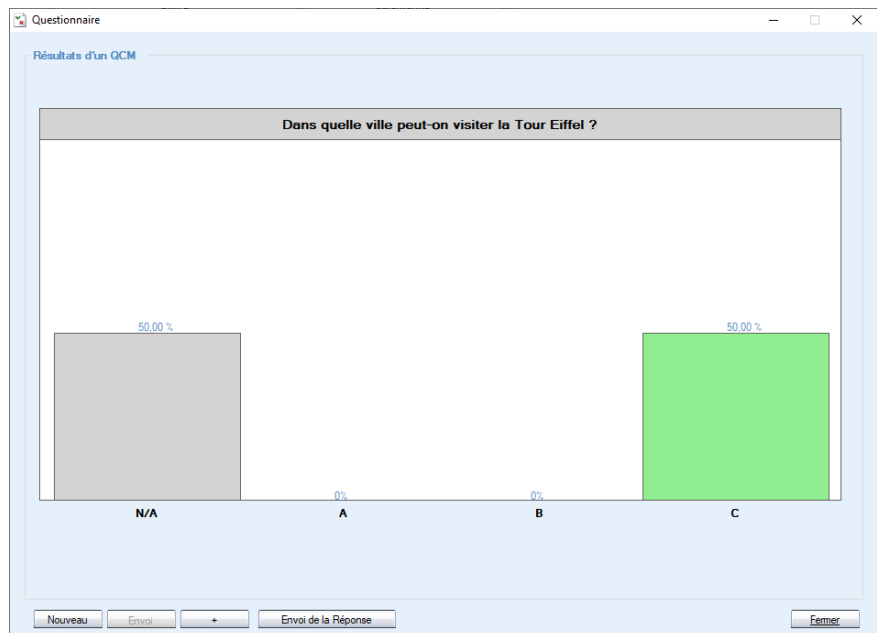 Questionnaire
Résultats d'un QCM
Dans quelle ville peut-on visiter la Tour Eiffel ?
50,00 %
50,00 %
0%
0%
N/A
A
B
C
Nouveau
Envoi
+
Envoi de la Réponse
Fermer